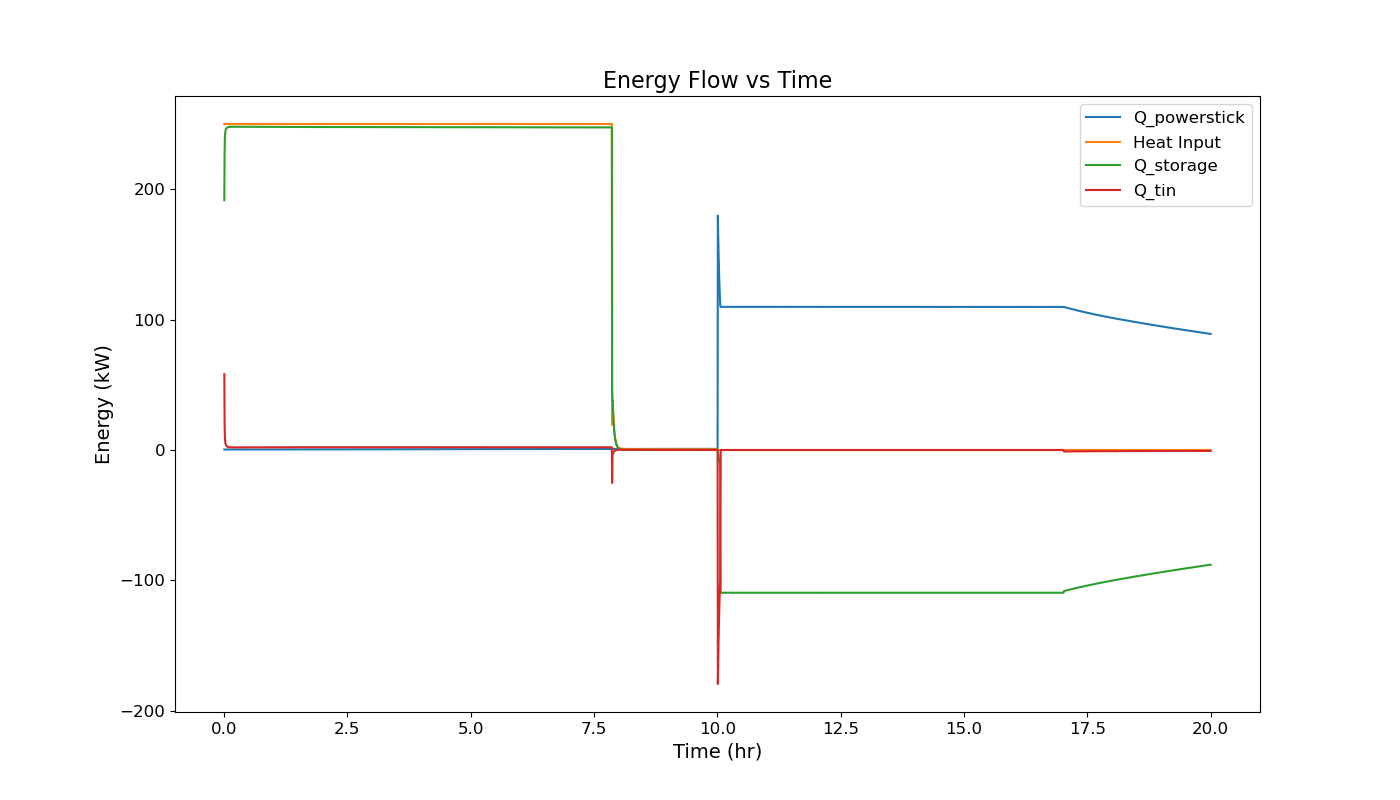 Energy Flow vs Time
Q_powerstick
Heat Input
Q_storage
Q_tin
Energy (kW)
200
100
0
−100
−200
0.0 2.5 5.0 7.5 10.0 12.5 15.0 17.5 20.0
Time (hr)